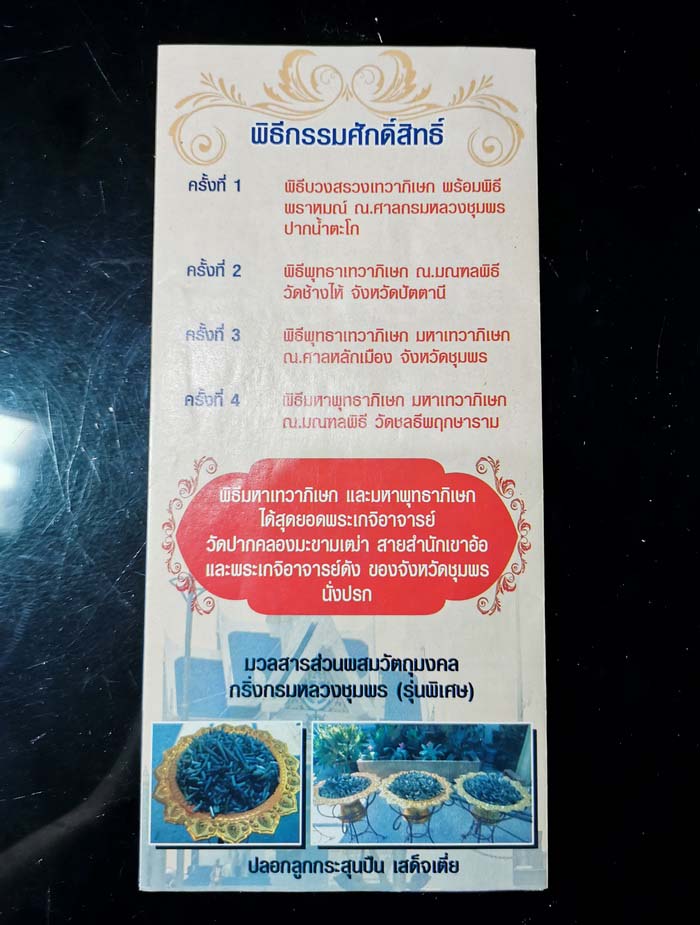 พิธีกรรมศักดิ์สิทธิ์
ครั้งที่ 1 พิธีบวงสรวงเทวาภิเษก พร้อมพิธี
พราหมณ์ ณ.ศาลกรมหลวงชุมพร
ปากน้ำตะโก
ครั้งที่ 2 พิธีพุทธาเทวาภิเษก ณ.มณฑลพิธี
วัดช้างไห้ จังหวัดปัตตานี
ครั้งที่ 3 พิธีพุทธาเทวาภิเษก มหาเทวาภิเษก
ณ.ศาลหลักเมือง จังหวัดชุมพร
ครั้งที่ 4 พิธีมหาพุทธาภิเษก มหาเทวาภิเษก
ณ.มณฑลพิธี วัดชลธีพฤกษาราม
พิธีมหาเทวาภิเษก และมหาพุทธาภิเษก
ได้สุดยอดพระเกจิอาจารย์
วัดปากคลองมะขามเฒ่า สายสำนักเขาอ้อ
และพระเกจิอาจารย์ดัง ของจังหวัดชุมพร
นั่งปรก
มวลสารส่วนผสมวัตถุมงคล
กริ่งกรมหลวงชุมพร (รุ่นพิเศษ)
ปลอกลูกกระสุนปืน เสด็จเตี่ย